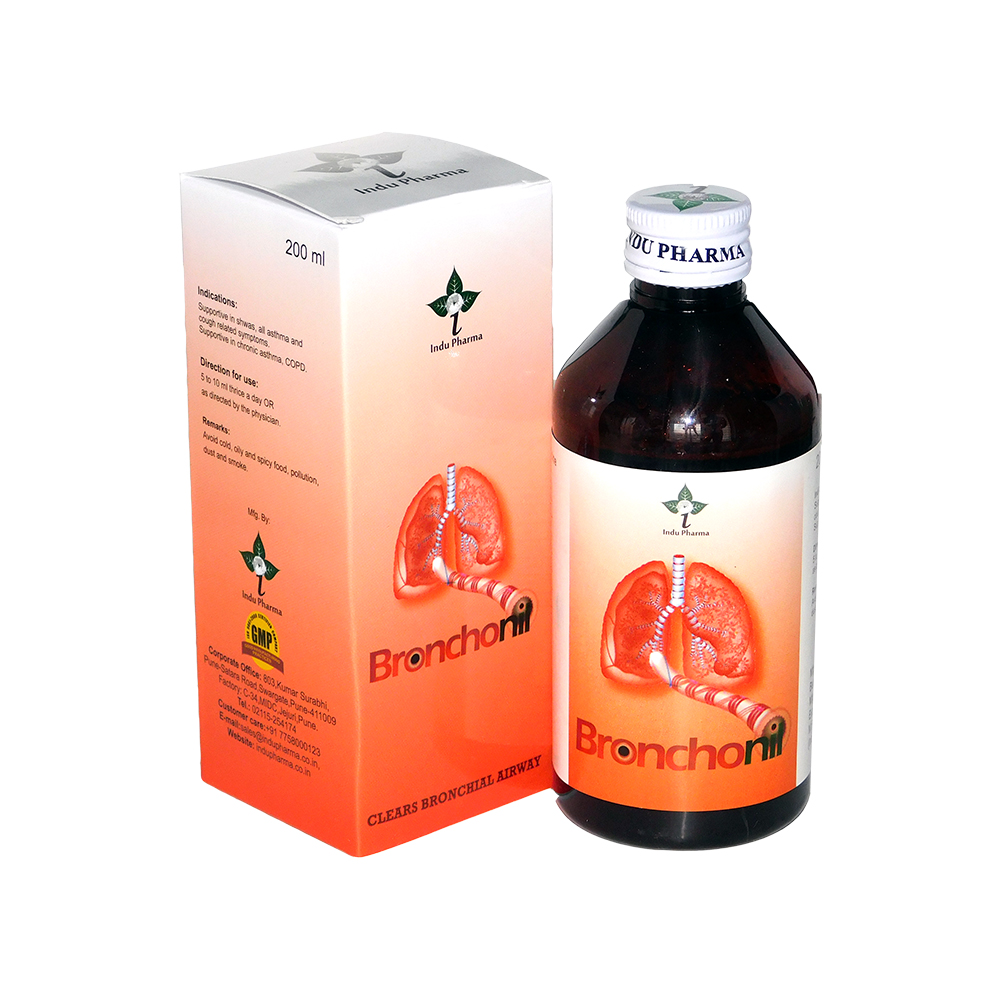 i
Indu Pharma
200 ml
Indications:
Supportive in shwas, all asthma and
cough related symptoms.
Supportive in chronic asthma, COPD.
Direction for use:
5 to 10 ml thrice a day OR
as directed by the physician.
Remarks:
Avoid cold, oily and spicy food, pollution,
dust and smoke.
Mfg. By:
i
Indu Pharma
GMP
Corporate Office: 603,Kumar Surabhi,
Pune-Satara Road,Swargate,Pune-411009
Factory: C-34,MIDC,Jejuri,Pune.
Tel.: 02115-254174
Customer care:+91 7758000123
E-mail:sales@indupharma.co.in,
Website: indupharma.co.in
i
Indu Pharma
Bronchonil
CLEARS BRONCHIAL AIRWAY
i
INDU PHARMA
i
Indu Pharma
Bronchonil